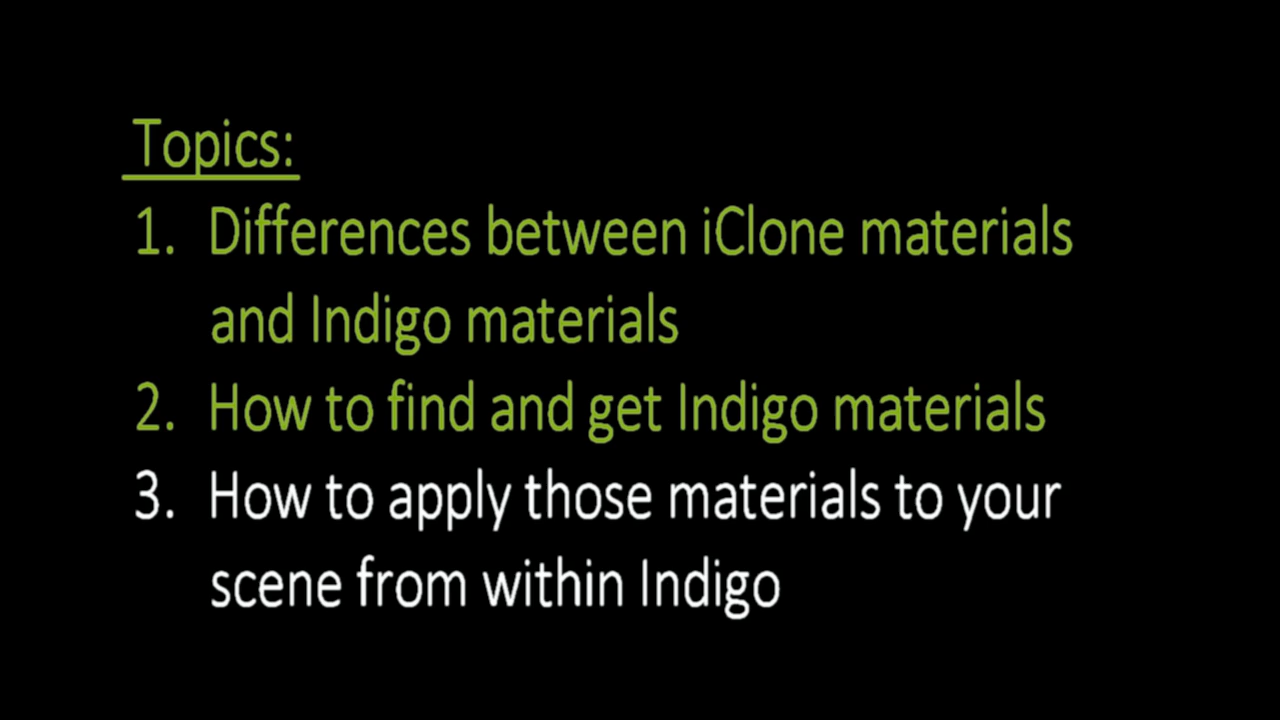 Topics:
1. Differences between iClone materials
and Indigo materials
2. How to find and get Indigo materials
3. How to apply those materials to your
scene from within Indigo